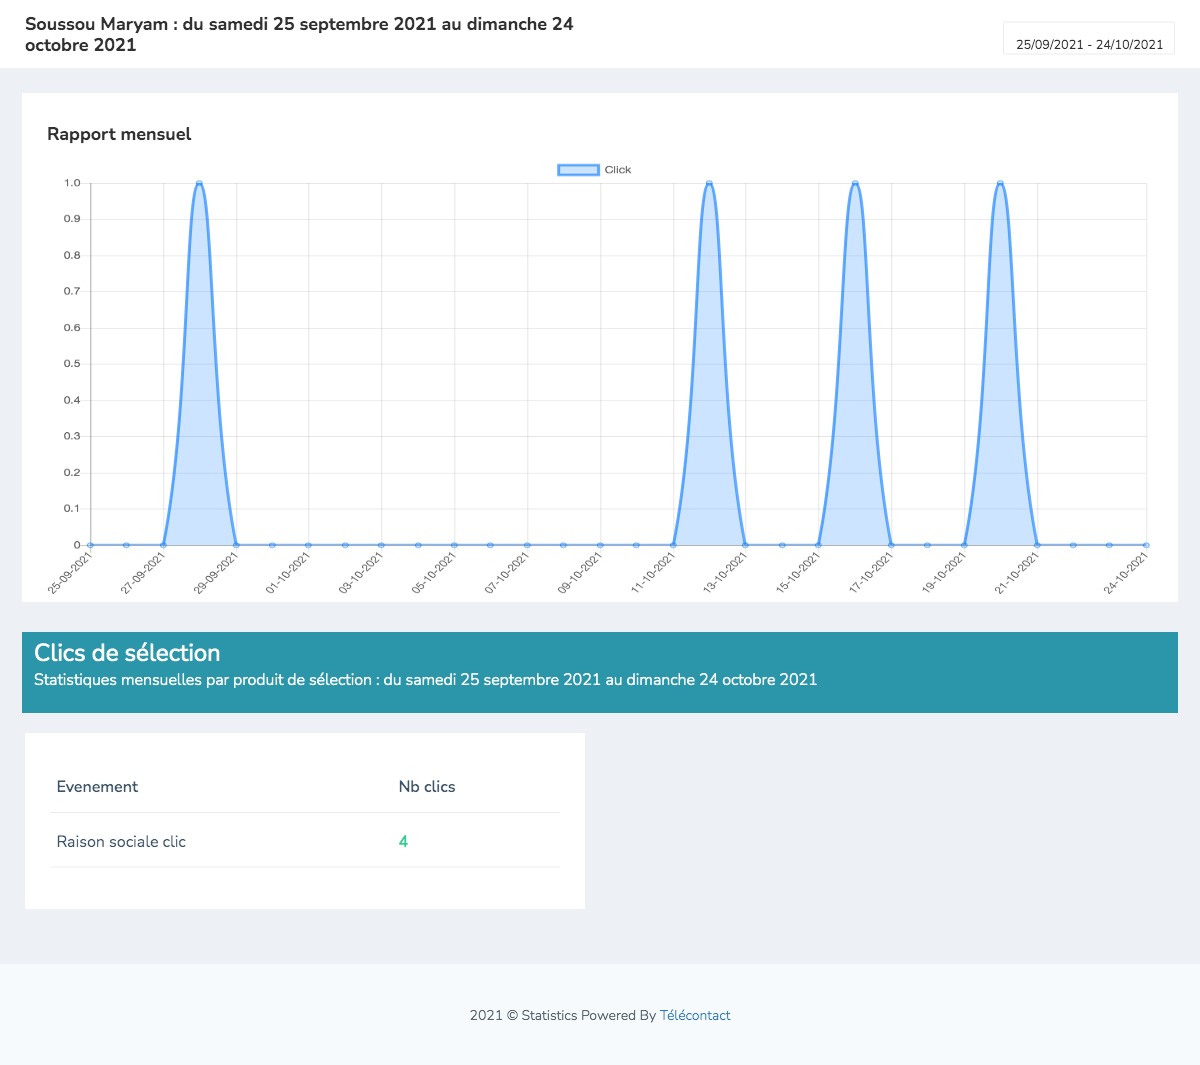 Soussou Maryam : du samedi 25 septembre 2021 au dimanche 24
octobre 2021
25/09/2021 - 24/10/2021
Rapport mensuel
Click
1.0
0.9
0.8
0.7
0.6
0.5
0.4
0.3
0.2
0.1
0
25-09-2021
27-09-2021
29-09-2021
01-10-2021
03-10-2021
05-10-2021
07-10-2021
09-10-2021
11-10-2021
13-10-2021
15-10-2021
17-10-2021
19-10-2021
21-10-2021
24-10-2021
Clics de sélection
Statistiques mensuelles par produit de sélection : du samedi 25 septembre 2021 au dimanche 24 octobre 2021
Evenement Nb clics
Raison sociale clic 4
2021 © Statistics Powered By Télécontact